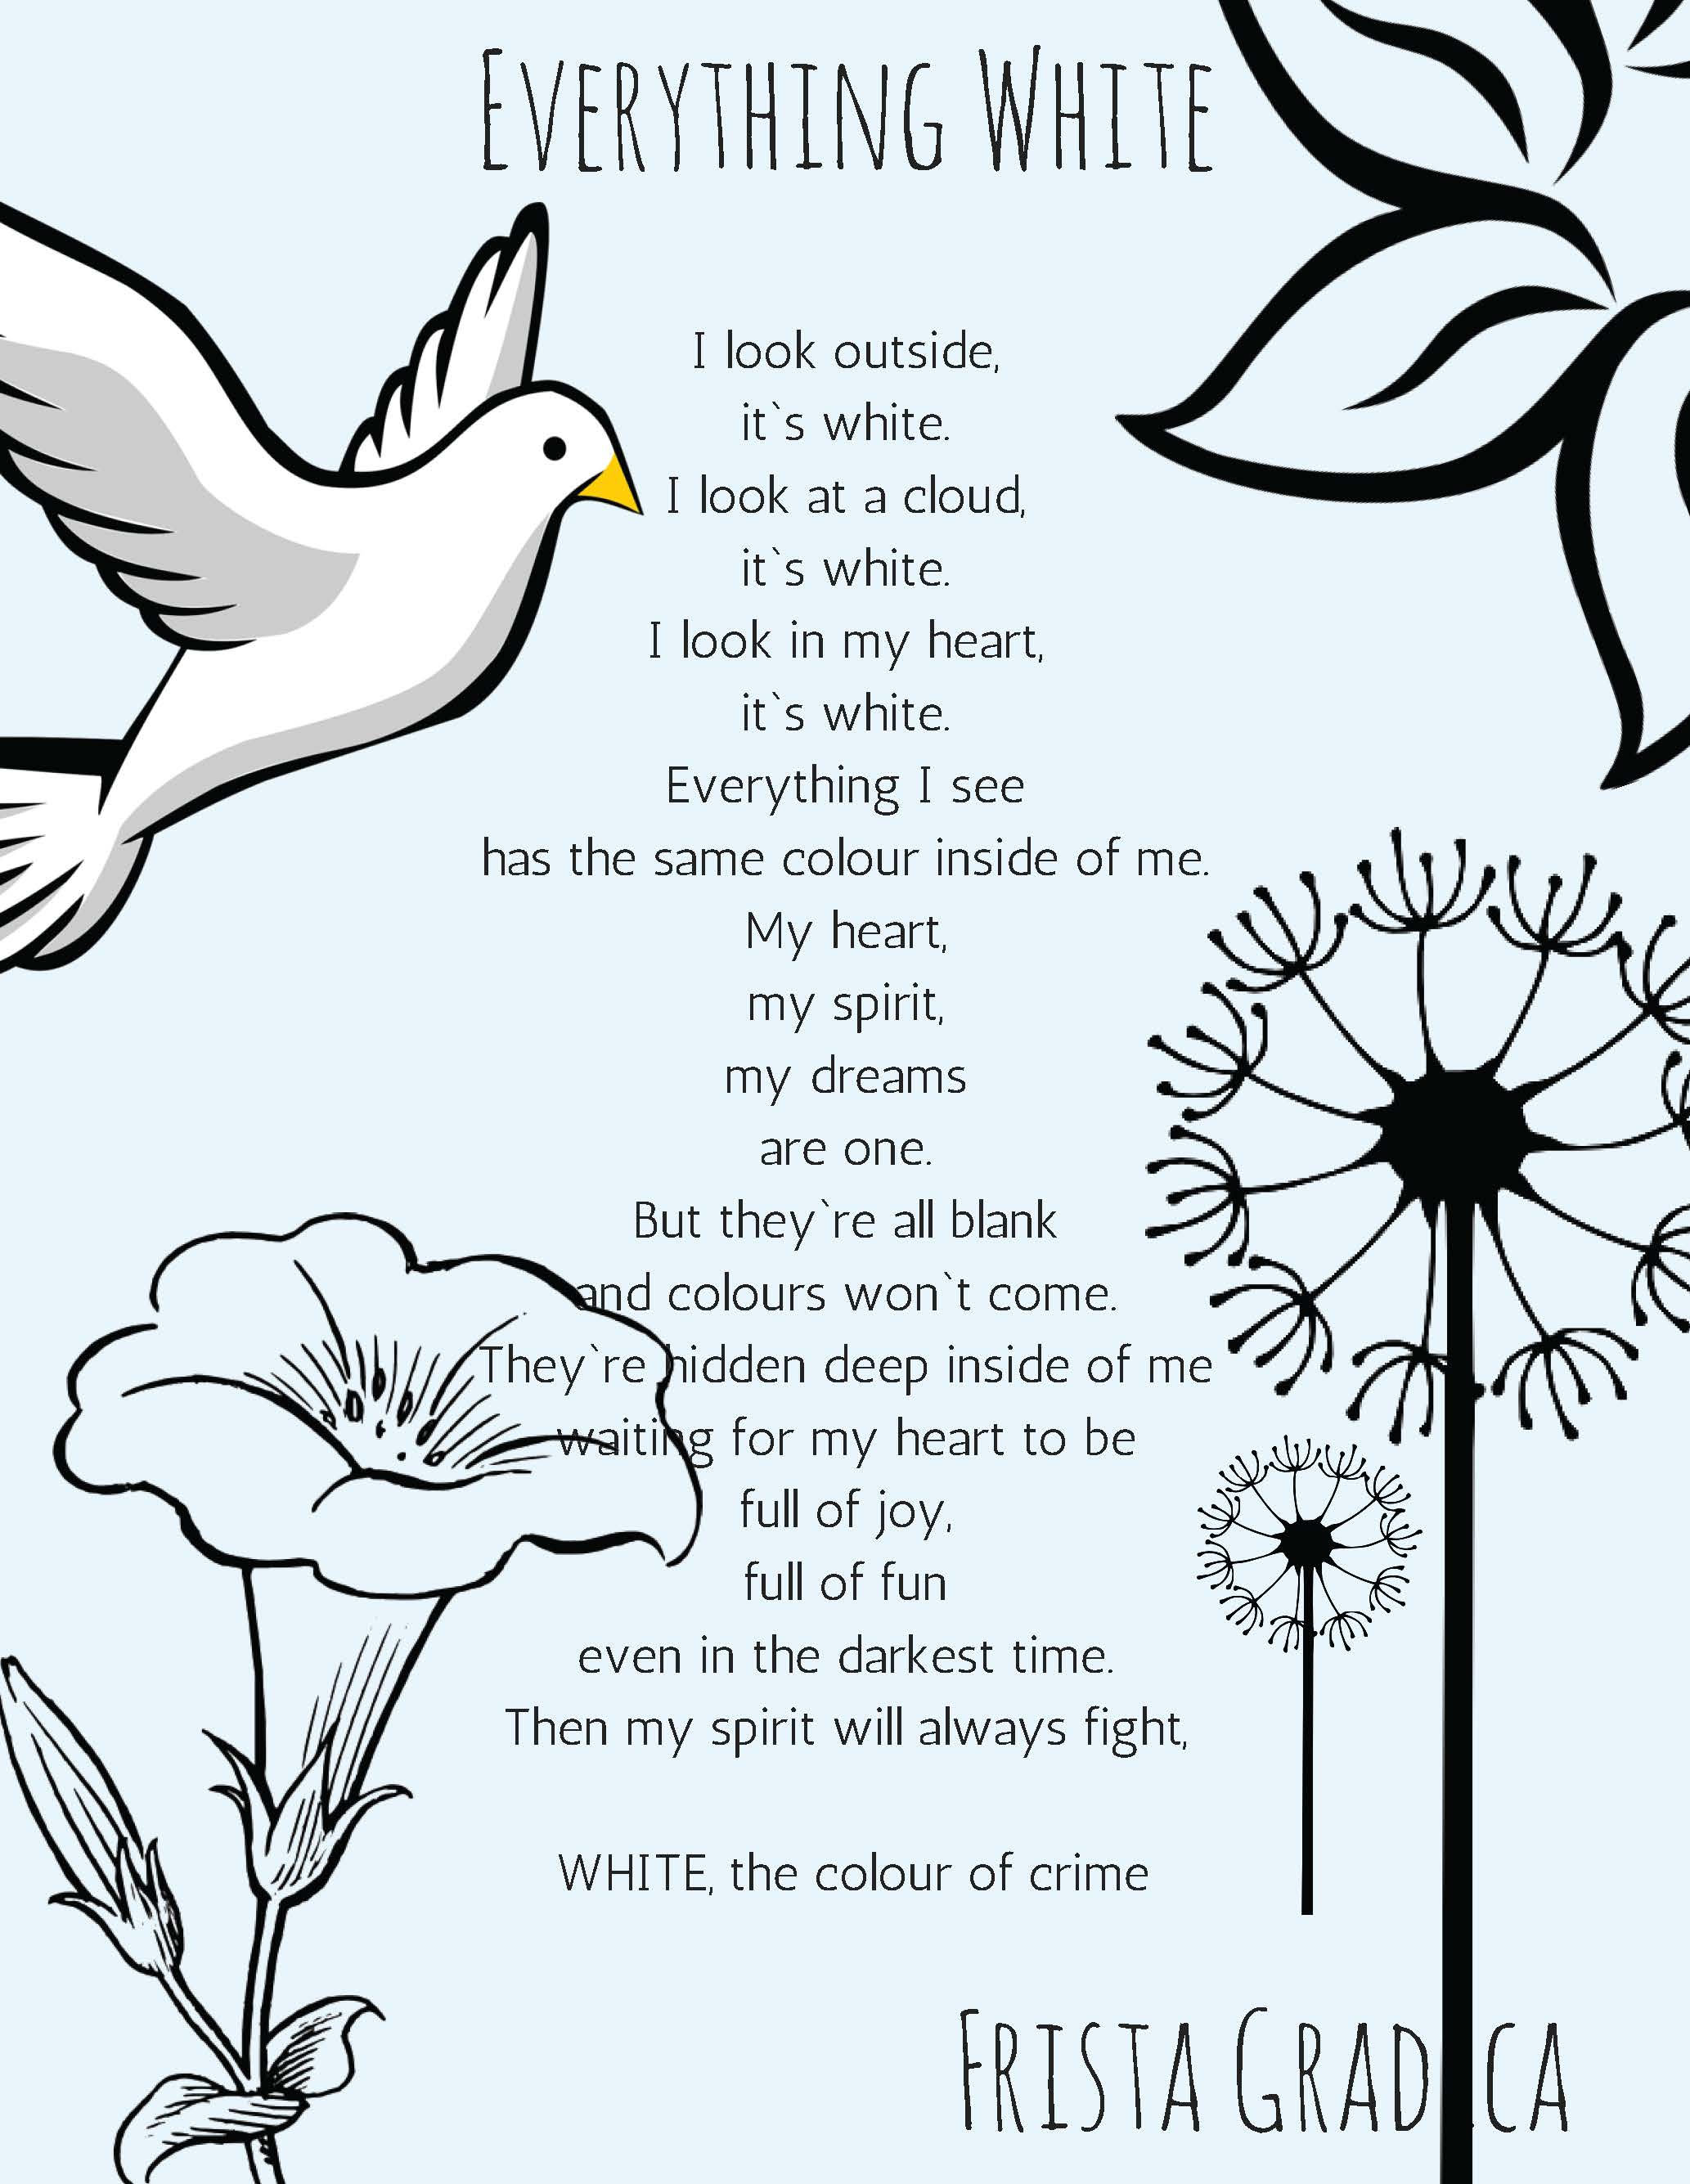 EVERYTHING WHITE
I look outside,
it`s white.
I look at a cloud,
it`s white.
I look in my heart,
it`s white.
Everything I see
has the same colour inside of me.
My heart,
my spirit,
my dreams
are one.
But they`re all blank
and colours won`t come.
They`re hidden deep inside of me
waiting for my heart to be
full of joy,
full of fun
even in the darkest time.
Then my spirit will always fight,
WHITE, the colour of crime
FRISTA